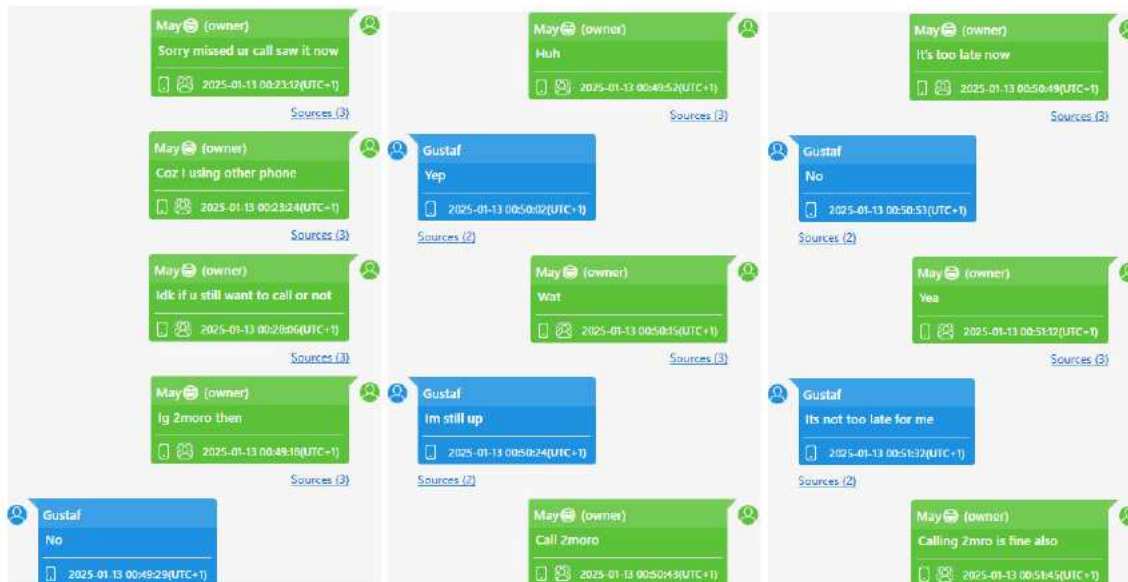 May (owner)
Sorry missed ur call saw it now
2025-01-13 00:23:12(UTC+1)
Sources (3)
May (owner)
Coz I using other phone
2025-01-13 00:23:24(UTC+1)
Sources (3)
May (owner)
Idk if u still want to call or not
2025-01-13 00:28:06(UTC+1)
Sources (3)
May (owner)
Ig 2moro then
2025-01-13 00:49:18(UTC+1)
Sources (3)
Gustaf
No
2025-01-13 00:49:29(UTC+1)
May (owner)
Huh
2025-01-13 00:49:52(UTC+1)
Sources (3)
Gustaf
Yep
2025-01-13 00:50:02(UTC+1)
Sources (2)
May (owner)
Wat
2025-01-13 00:50:15(UTC+1)
Sources (3)
Gustaf
Im still up
2025-01-13 00:50:24(UTC+1)
Sources (2)
May (owner)
Call 2moro
2025-01-13 00:50:43(UTC+1)
May (owner)
It's too late now
2025-01-13 00:50:49(UTC+1)
Sources (3)
Gustaf
No
2025-01-13 00:50:53(UTC+1)
Sources (2)
May (owner)
Yea
2025-01-13 00:51:12(UTC+1)
Sources (3)
Gustaf
Its not too late for me
2025-01-13 00:51:32(UTC+1)
Sources (2)
May (owner)
Calling 2mro is fine also
2025-01-13 00:51:45(UTC+1)